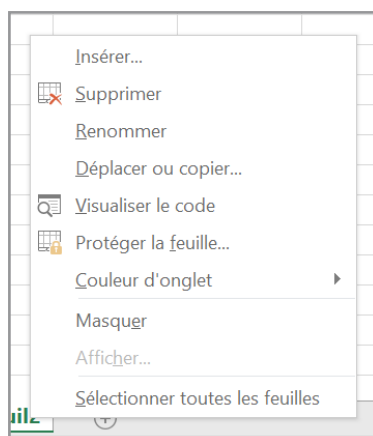 Insérer...
Supprimer
Renommer
Déplacer ou copier...
Visualiser le code
Protéger la feuille...
Couleur d'onglet
Masquer
Afficher...
Sélectionner toutes les feuilles